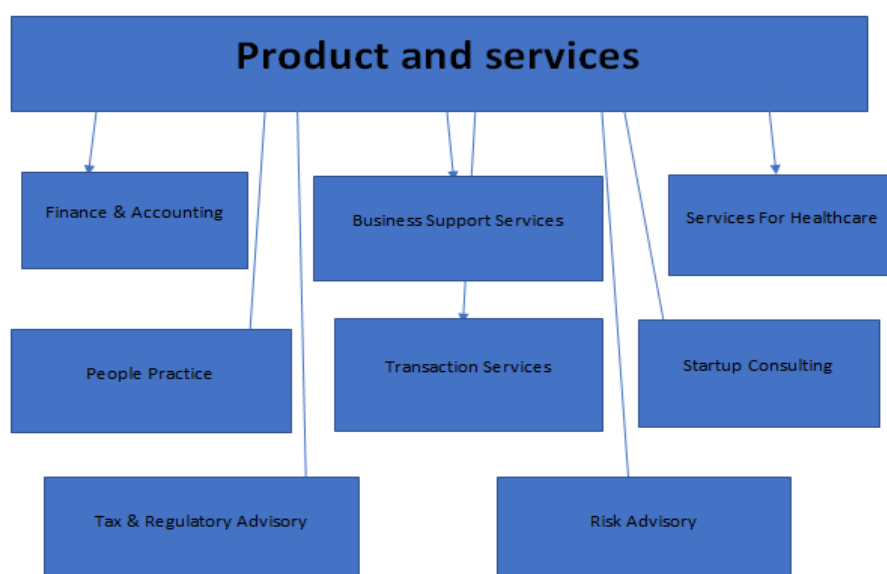 Product and services
Finance & Accounting
Business Support Services
Services For Healthcare
People Practice
Transaction Services
Startup Consulting
Tax & Regulatory Advisory
Risk Advisory